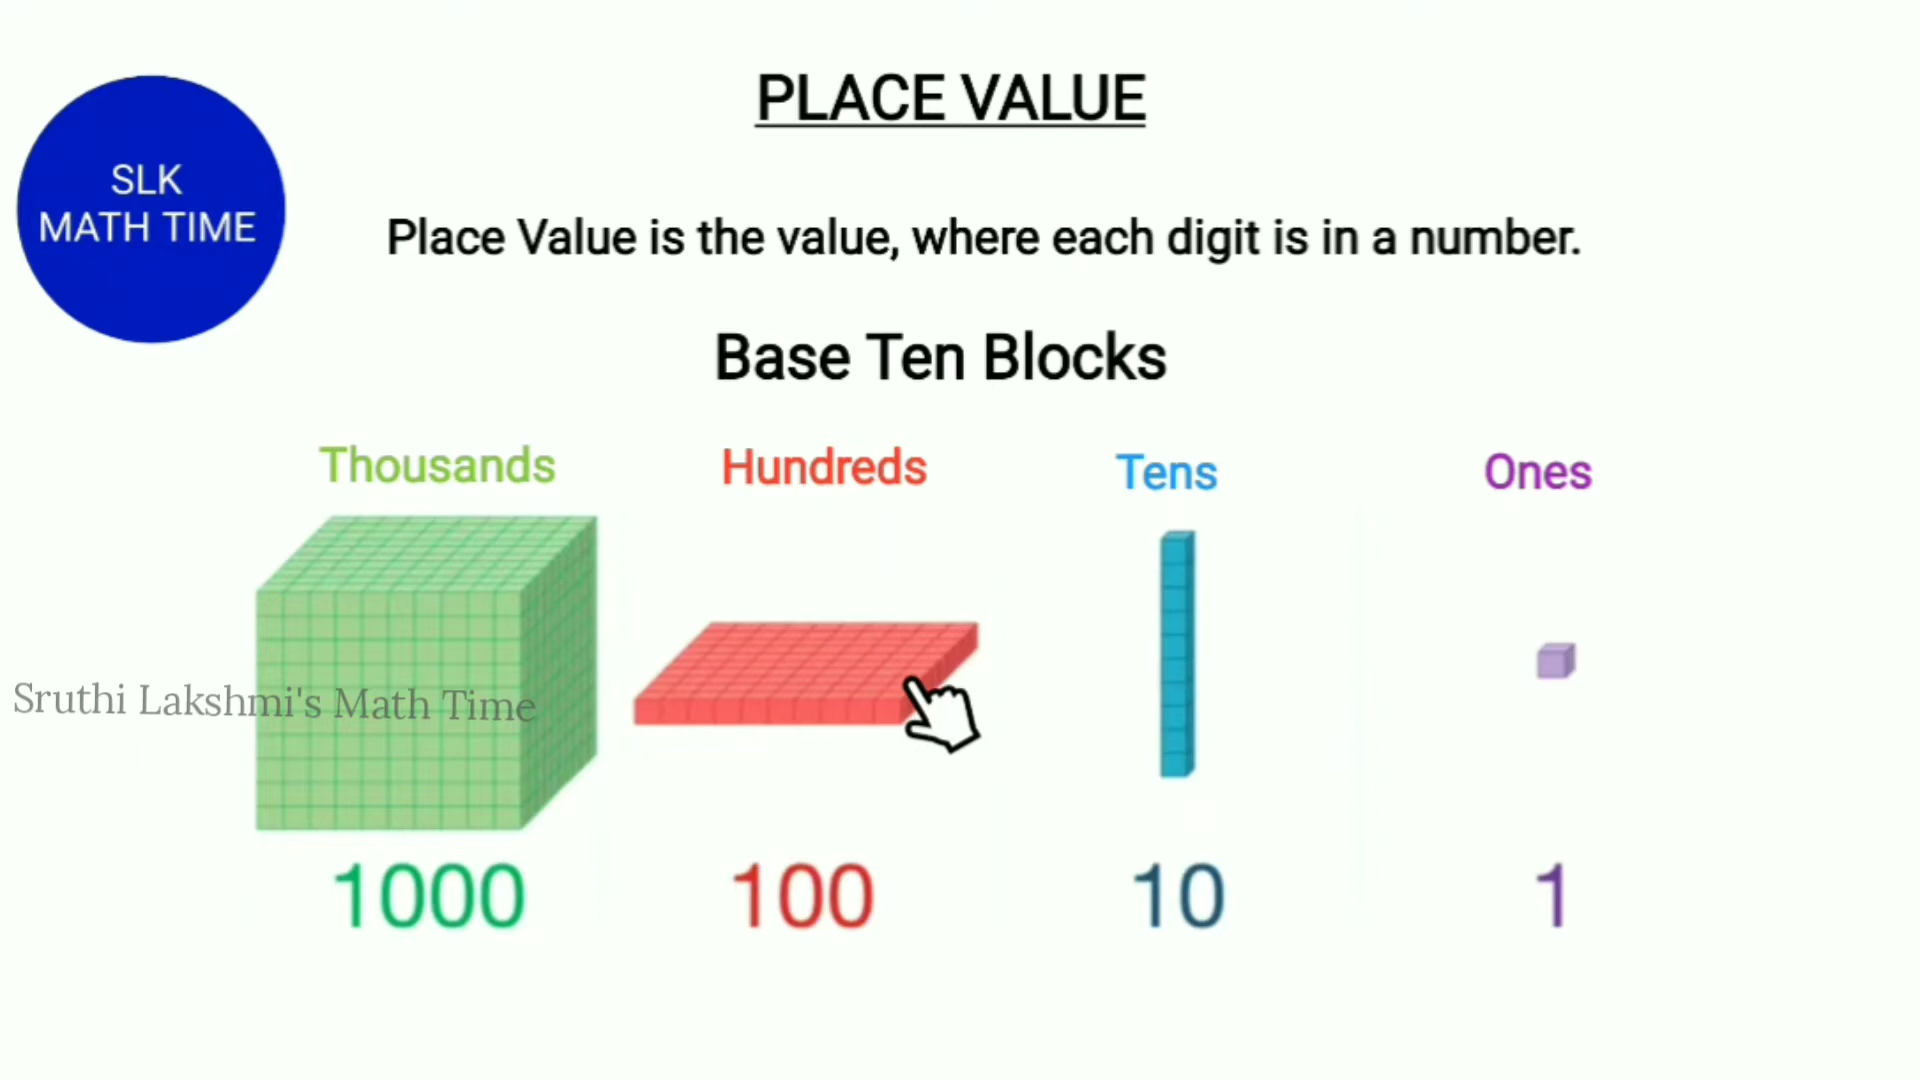 PLACE VALUE
SLK
MATH TIME
Place Value is the value, where each digit is in a number.
Base Ten Blocks
Thousands Hundreds Tens Ones
Sruthi Lakshmi's Math Time
1000 100 10 1